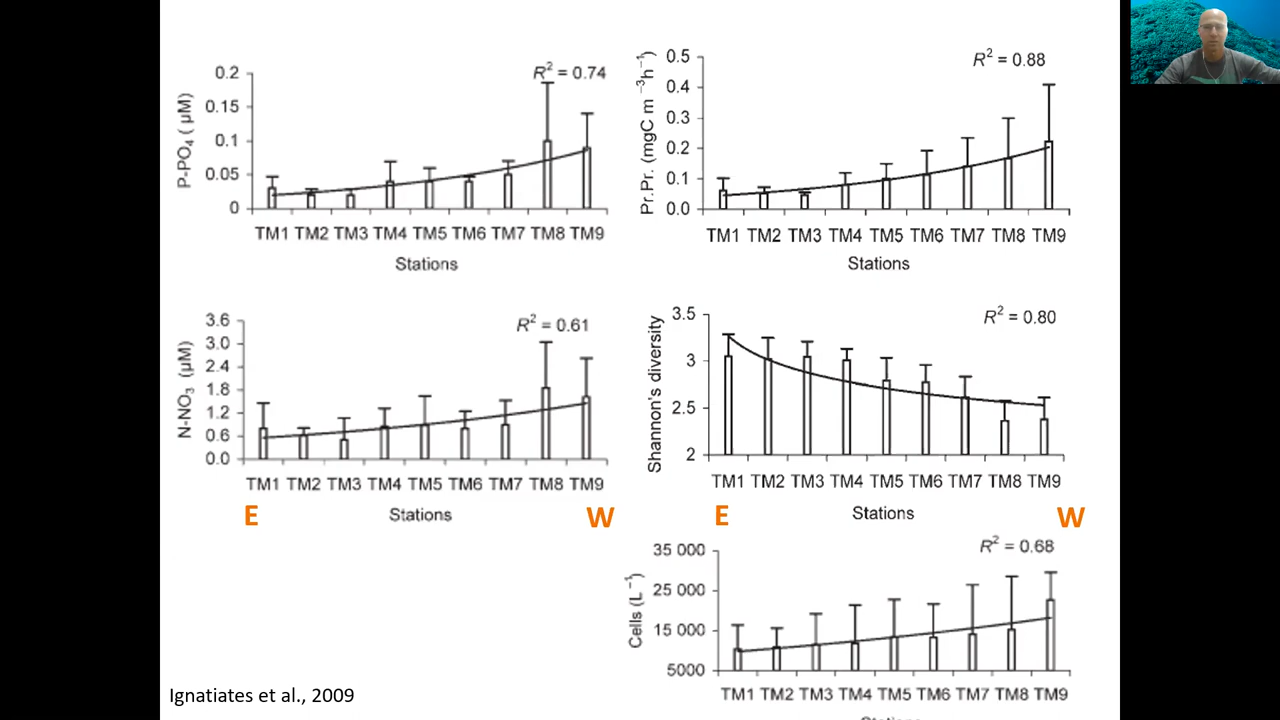 R² = 0.74
0.2
0.15
0.1
0.05
0
P-PO₄ ( µM)
TM1 TM2 TM3 TM4 TM5 TM6 TM7 TM8 TM9
Stations
R² = 0.88
0.5
0.4
0.3
0.2
0.1
0.0
Pr.Pr. (mgC m⁻³h⁻¹)
TM1 TM2 TM3 TM4 TM5 TM6 TM7 TM8 TM9
Stations
R² = 0.61
3.6
3.0
2.4
1.8
1.2
0.6
0.0
N-NO₃ (µM)
TM1 TM2 TM3 TM4 TM5 TM6 TM7 TM8 TM9
E Stations W
R² = 0.80
3.5
3
2.5
2
Shannon's diversity
TM1 TM2 TM3 TM4 TM5 TM6 TM7 TM8 TM9
E Stations W
R² = 0.68
35 000
25 000
15 000
5000
Cells (L⁻¹)
TM1 TM2 TM3 TM4 TM5 TM6 TM7 TM8 TM9
Stations
Ignatiates et al., 2009